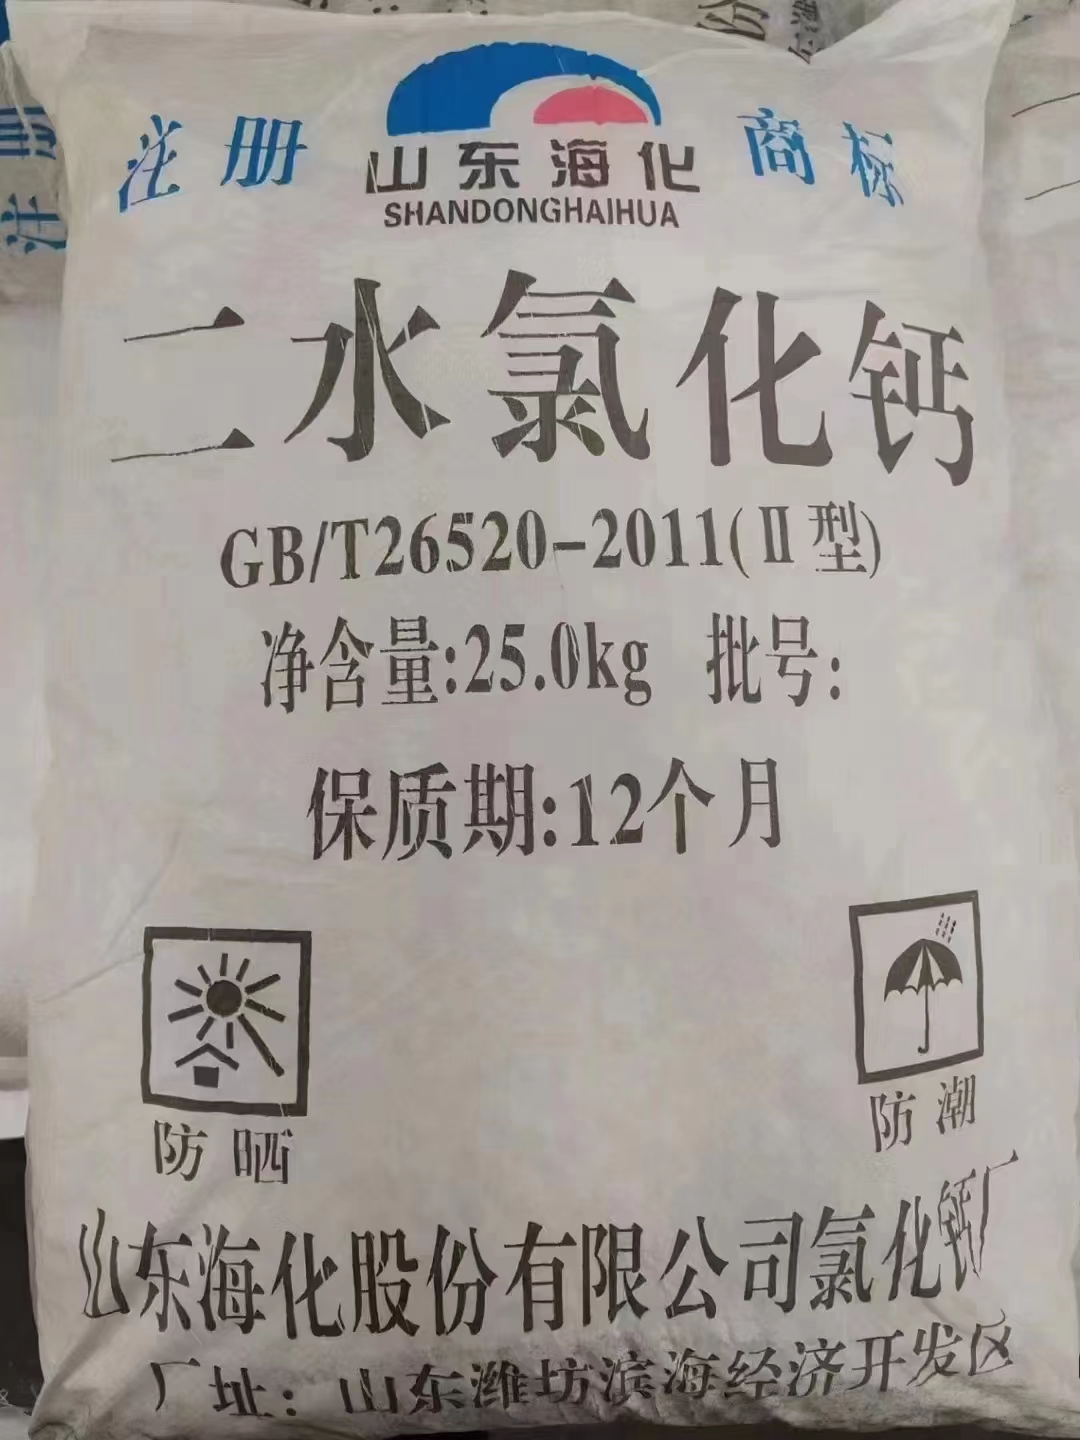 注册 山东海化 商标
SHANDONGHAIHUA
二水氯化钙
GB/T26520-2011(Ⅱ型)
净含量:25.0kg 批号:
保质期:12个月
防晒
防潮
山东海化股份有限公司氯化钙厂
厂址:山东潍坊滨海经济开发区
注册